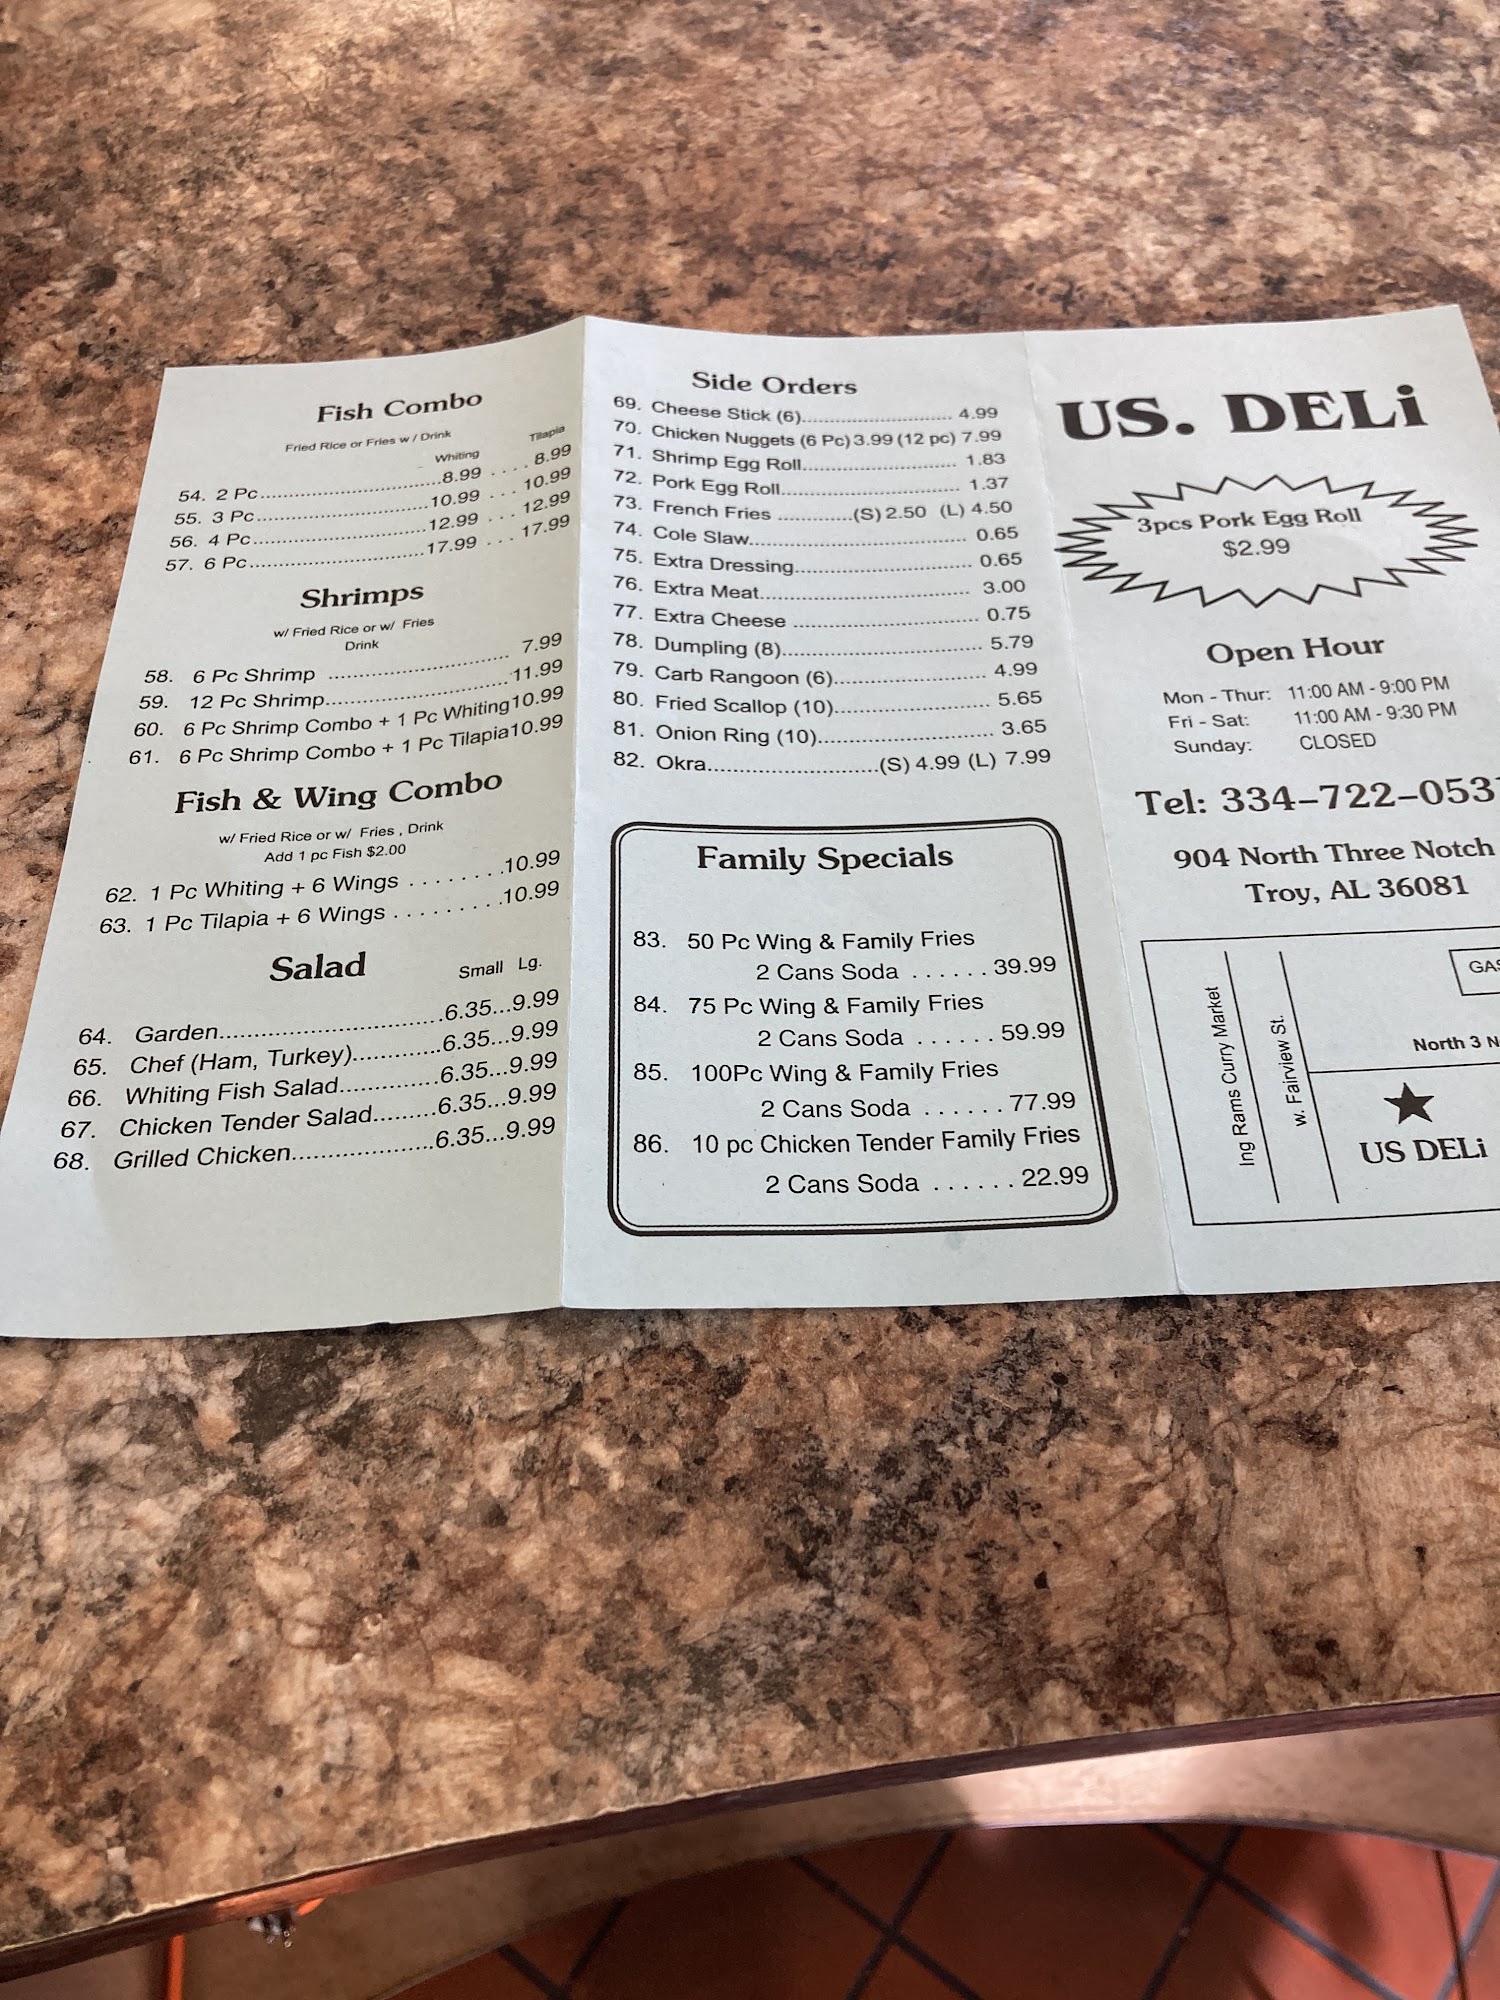 Fish Combo
Fried Rice or Fries w / Drink
Whiting Tilapia
54. 2 Pc..............................8.99 . . . . 8.99
55. 3 Pc..............................10.99 . . . 10.99
56. 4 Pc..............................12.99 . . . 12.99
57. 6 Pc..............................17.99 . . . 17.99
Shrimps
w/ Fried Rice or w/ Fries
Drink
58. 6 Pc Shrimp .............................. 7.99
59. 12 Pc Shrimp..............................11.99
60. 6 Pc Shrimp Combo + 1 Pc Whiting10.99
61. 6 Pc Shrimp Combo + 1 Pc Tilapia10.99
Fish & Wing Combo
w/ Fried Rice or w/ Fries , Drink
Add 1 pc Fish $2.00
62. 1 Pc Whiting + 6 Wings . . . . . . . .10.99
63. 1 Pc Tilapia + 6 Wings . . . . . . . . .10.99
Salad
Small Lg.
64. Garden..............................6.35...9.99
65. Chef (Ham, Turkey).............6.35...9.99
66. Whiting Fish Salad..............6.35...9.99
67. Chicken Tender Salad.........6.35...9.99
68. Grilled Chicken.....................6.35...9.99
Side Orders
69. Cheese Stick (6)............................ 4.99
70. Chicken Nuggets (6 Pc) 3.99 (12 pc) 7.99
71. Shrimp Egg Roll............................ 1.83
72. Pork Egg Roll................................ 1.37
73. French Fries ..............(S) 2.50 (L) 4.50
74. Cole Slaw...................................... 0.65
75. Extra Dressing............................... 0.65
76. Extra Meat..................................... 3.00
77. Extra Cheese ................................ 0.75
78. Dumpling (8).................................. 5.79
79. Carb Rangoon (6).......................... 4.99
80. Fried Scallop (10).......................... 5.65
81. Onion Ring (10)............................. 3.65
82. Okra............................(S) 4.99 (L) 7.99
Family Specials
83. 50 Pc Wing & Family Fries
2 Cans Soda . . . . . . 39.99
84. 75 Pc Wing & Family Fries
2 Cans Soda . . . . . . 59.99
85. 100Pc Wing & Family Fries
2 Cans Soda . . . . . . 77.99
86. 10 pc Chicken Tender Family Fries
2 Cans Soda . . . . . . 22.99
US. DELi
3pcs Pork Egg Roll
$2.99
Open Hour
Mon - Thur: 11:00 AM - 9:00 PM
Fri - Sat: 11:00 AM - 9:30 PM
Sunday: CLOSED
Tel: 334-722-053
904 North Three Notch
Troy, AL 36081
Ing Rams Curry Market
w. Fairview St.
GAS
North 3 N
US DELi